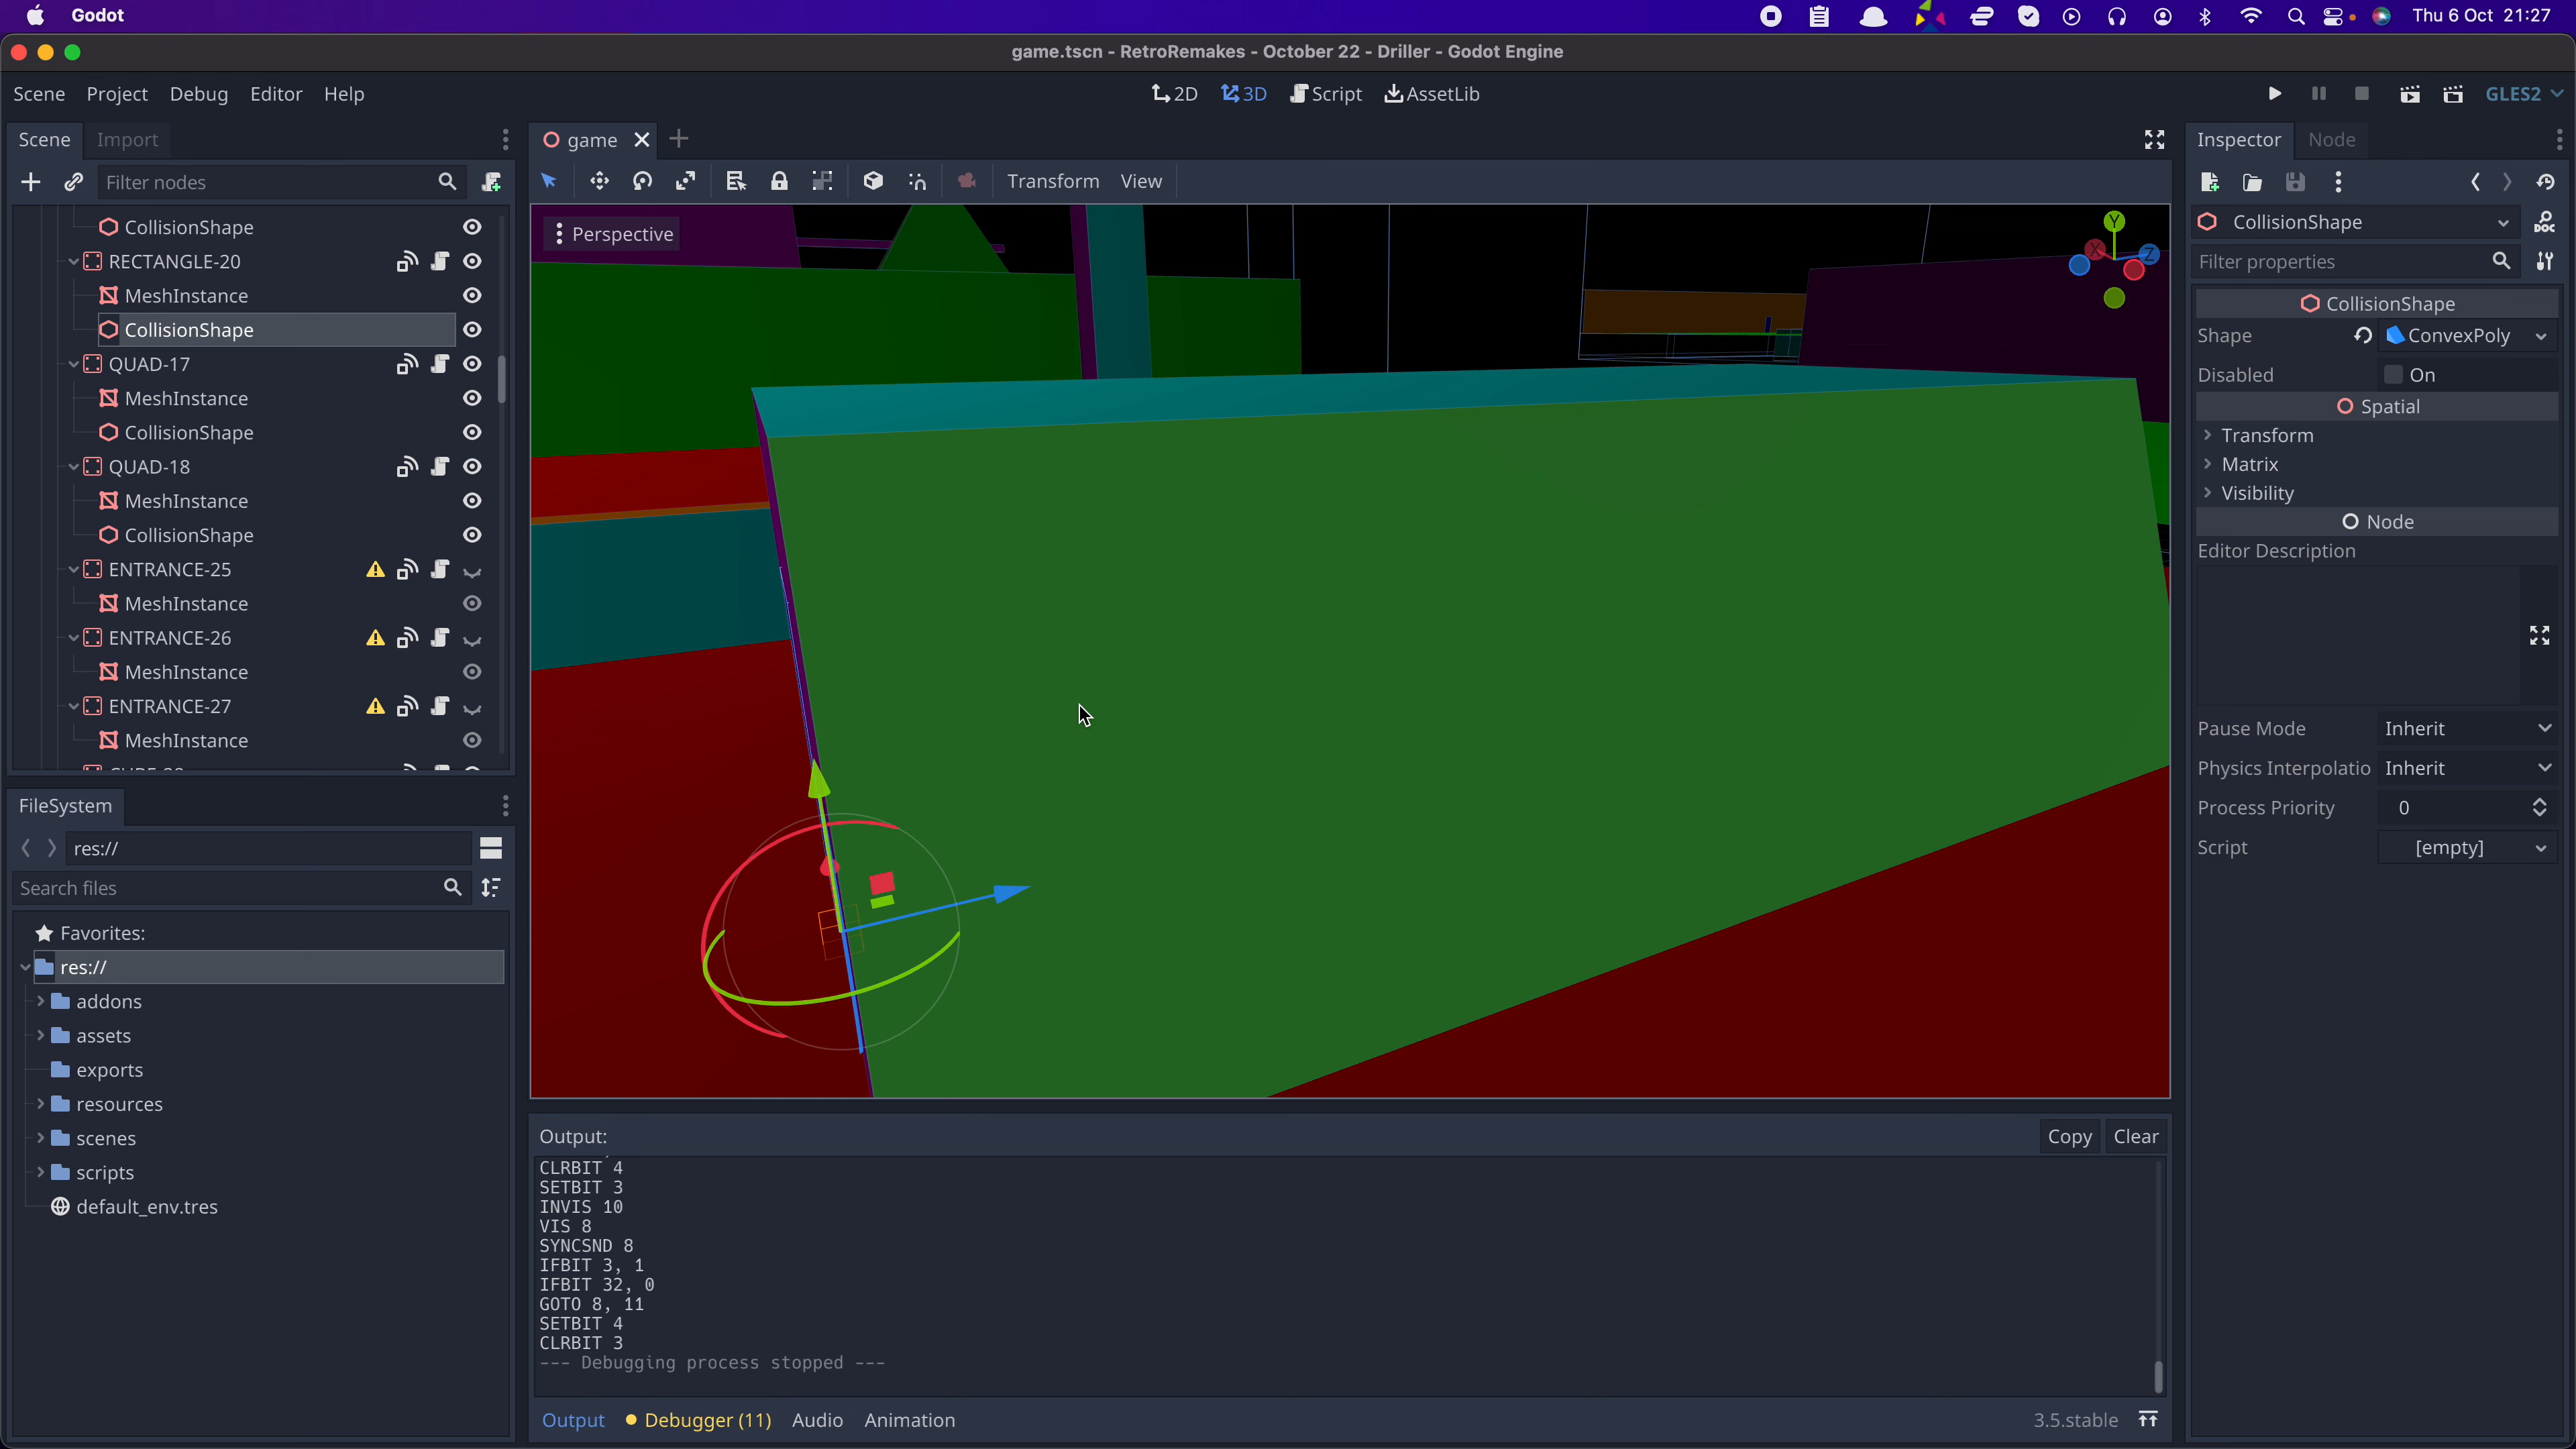 Godot
Thu 6 Oct 21:27
game.tscn - RetroRemakes - October 22 - Driller - Godot Engine
Scene Project Debug Editor Help
2D 3D Script AssetLib
GLES2
Scene Import
Filter nodes
CollisionShape
RECTANGLE-20
MeshInstance
CollisionShape
QUAD-17
MeshInstance
CollisionShape
QUAD-18
MeshInstance
CollisionShape
ENTRANCE-25
MeshInstance
ENTRANCE-26
MeshInstance
ENTRANCE-27
MeshInstance
FileSystem
res://
Search files
Favorites:
res://
addons
assets
exports
resources
scenes
scripts
default_env.tres
game
Transform View
Perspective
Y
X
Z
Output:
Copy Clear
CLRBIT 4
SETBIT 3
INVIS 10
VIS 8
SYNCSND 8
IFBIT 3, 1
IFBIT 32, 0
GOTO 8, 11
SETBIT 4
CLRBIT 3
--- Debugging process stopped ---
Output Debugger (11) Audio Animation
3.5.stable
Inspector Node
CollisionShape
DOC
Filter properties
CollisionShape
Shape ConvexPoly
Disabled On
Spatial
Transform
Matrix
Visibility
Node
Editor Description
Pause Mode Inherit
Physics Interpolatio Inherit
Process Priority 0
Script [empty]